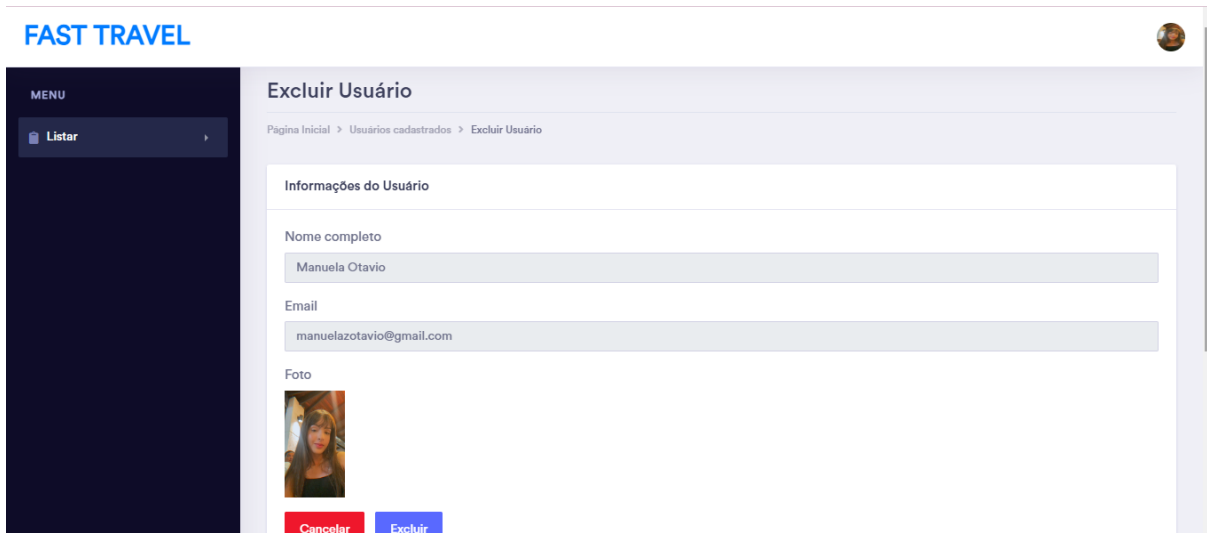 FAST TRAVEL
MENU
Listar
Excluir Usuário
Página Inicial > Usuários cadastrados > Excluir Usuário
Informações do Usuário
Nome completo
Manuela Otavio
Email
manuelazotavio@gmail.com
Foto
Cancelar Excluir